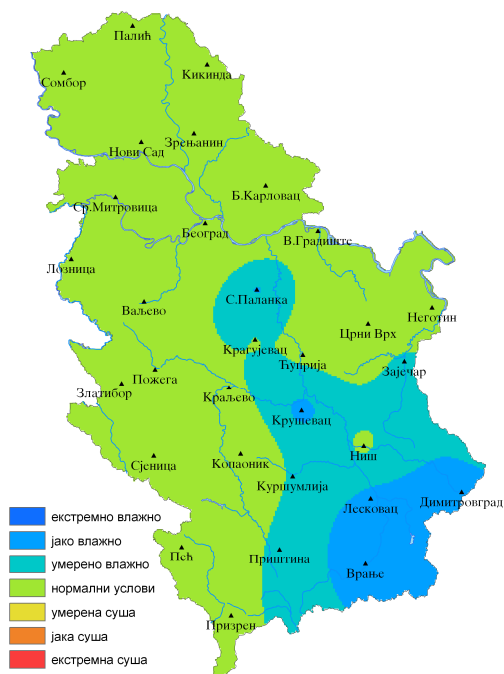 Палић
Сомбор
Кикинда
Зрењанин
Нови Сад
Б.Карловац
Ср.Митровица
Београд
В.Градиште
Лозница
С.Паланка
Ваљево
Неготин
Црни Врх
Крагујевац
Ћуприја
Зајечар
Пожега
Златибор
Краљево
Крушевац
Ниш
Сјеница
Копаоник
Куршумлија
Лесковац
Димитровград
Пећ
Приштина
Врање
Призрен
екстремно влажно
јако влажно
умерено влажно
нормални услови
умерена суша
јака суша
екстремна суша